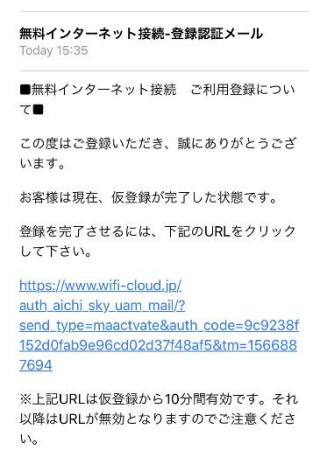 無料インターネット接続-登録認証メール
Today 15:35
■無料インターネット接続　ご利用登録につい
て■
この度はご登録いただき、誠にありがとうござ
います。
お客様は現在、仮登録が完了した状態です。
登録を完了させるには、下記のURLをクリック
して下さい。
https://www.wifi-cloud.jp/
auth_aichi_sky_uam_mail/?
send_type=maactvate&auth_code=9c9238f
152d0fab9e96cd02d37f48af5&tm=156688
7694
※上記URLは仮登録から10分間有効です。それ
以降はURLが無効となりますのでご注意くださ
い。